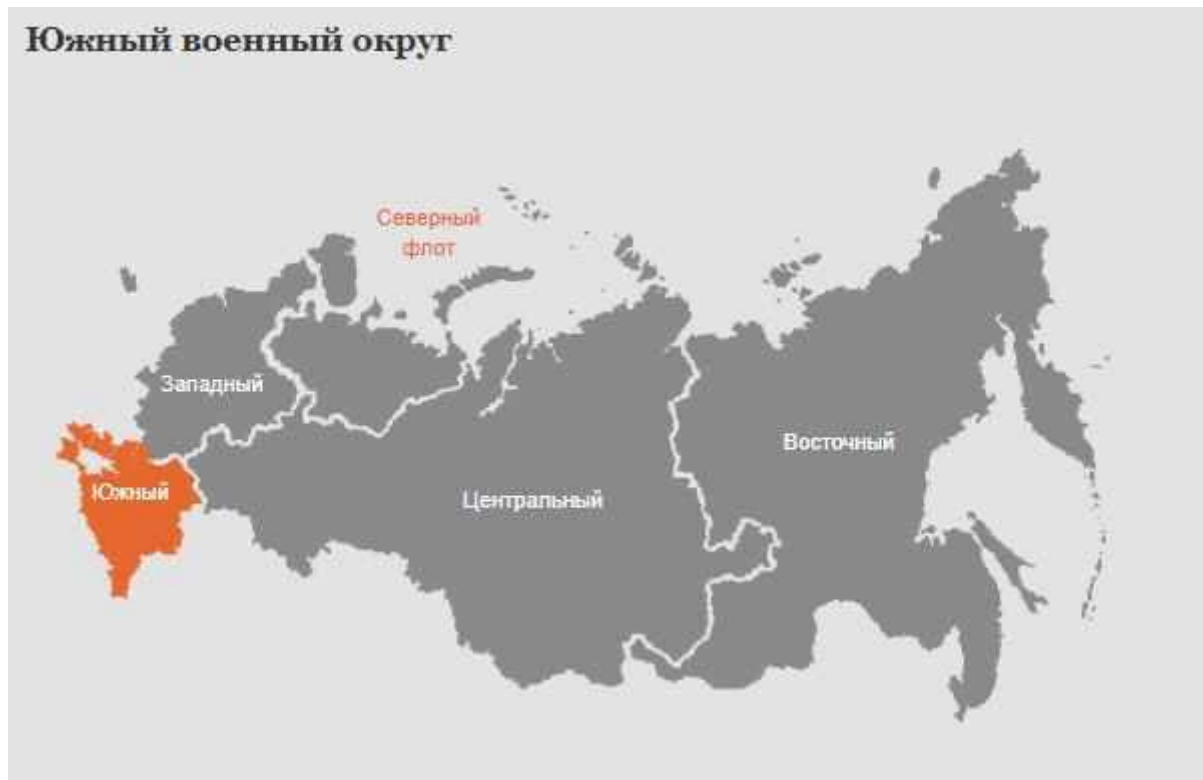 Южный военный округ
Северный
флот
Западный
Восточный
Южный
Центральный